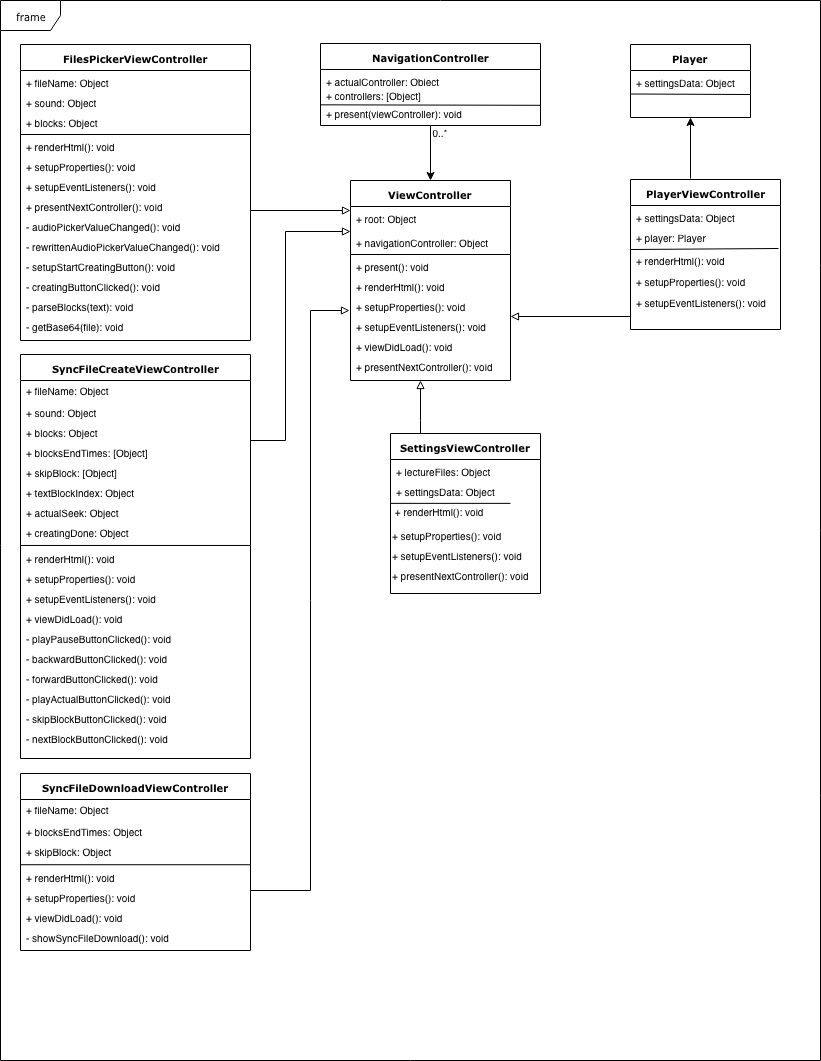 frame
FilesPickerViewController
+ fileName: Object
+ sound: Object
+ blocks: Object
+ renderHtml(): void
+ setupProperties(): void
+ setupEventListeners(): void
+ presentNextController(): void
- audioPickerValueChanged(): void
- rewrittenAudioPickerValueChanged(): void
- setupStartCreatingButton(): void
- creatingButtonClicked(): void
- parseBlocks(text): void
- getBase64(file): void
NavigationController
+ actualController: Object
+ controllers: [Object]
+ present(viewController): void
0..*
Player
+ settingsData: Object
ViewController
+ root: Object
+ navigationController: Object
+ present(): void
+ renderHtml(): void
+ setupProperties(): void
+ setupEventListeners(): void
+ viewDidLoad(): void
+ presentNextController(): void
PlayerViewController
+ settingsData: Object
+ player: Player
+ renderHtml(): void
+ setupProperties(): void
+ setupEventListeners(): void
SyncFileCreateViewController
+ fileName: Object
+ sound: Object
+ blocks: Object
+ blocksEndTimes: [Object]
+ skipBlock: [Object]
+ textBlockIndex: Object
+ actualSeek: Object
+ creatingDone: Object
+ renderHtml(): void
+ setupProperties(): void
+ setupEventListeners(): void
+ viewDidLoad(): void
- playPauseButtonClicked(): void
- backwardButtonClicked(): void
- forwardButtonClicked(): void
- playActualButtonClicked(): void
- skipBlockButtonClicked(): void
- nextBlockButtonClicked(): void
SettingsViewController
+ lectureFiles: Object
+ settingsData: Object
+ renderHtml(): void
+ setupProperties(): void
+ setupEventListeners(): void
+ presentNextController(): void
SyncFileDownloadViewController
+ fileName: Object
+ blocksEndTimes: Object
+ skipBlock: Object
+ renderHtml(): void
+ setupProperties(): void
+ viewDidLoad(): void
- showSyncFileDownload(): void